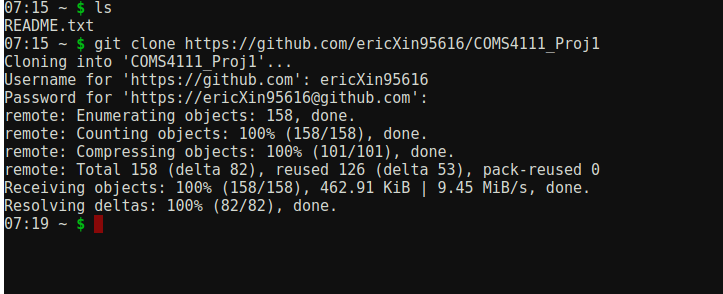 07:15 ~ $ ls
README.txt
07:15 ~ $ git clone https://github.com/ericXin95616/COMS4111_Proj1
Cloning into 'COMS4111_Proj1'...
Username for 'https://github.com': ericXin95616
Password for 'https://ericXin95616@github.com':
remote: Enumerating objects: 158, done.
remote: Counting objects: 100% (158/158), done.
remote: Compressing objects: 100% (101/101), done.
remote: Total 158 (delta 82), reused 126 (delta 53), pack-reused 0
Receiving objects: 100% (158/158), 462.91 KiB | 9.45 MiB/s, done.
Resolving deltas: 100% (82/82), done.
07:19 ~ $